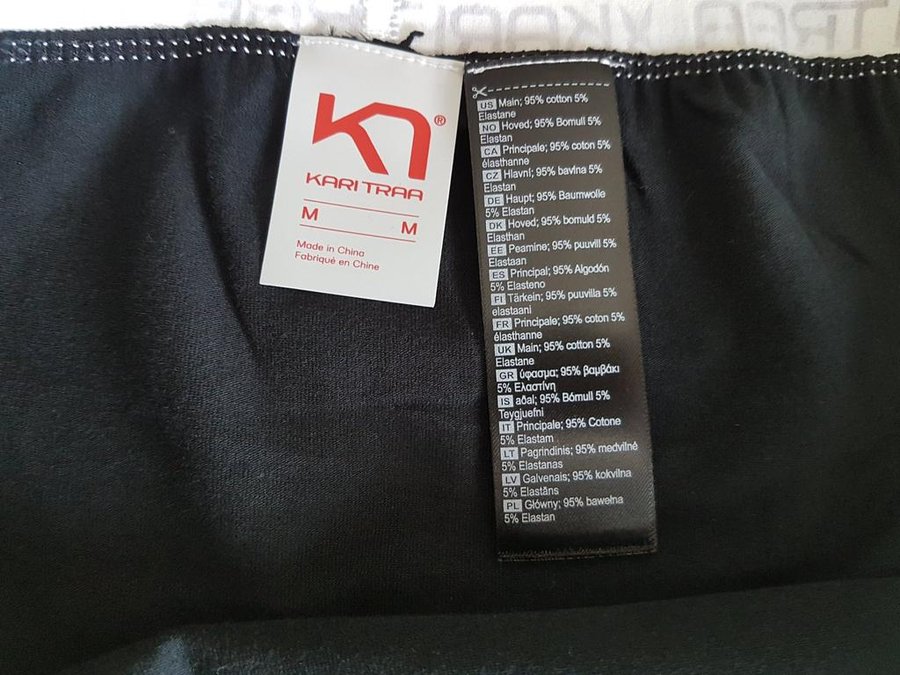 KARI TRAA
M
M
Made in China
Fabriqué en Chine
US Main; 95% cotton 5%
Elastane
NO Hoved; 95% Bomull 5%
Elastan
CA Principale; 95% coton 5%
élasthanne
CZ Hlavní; 95% bavlna 5%
Elastan
DE Haupt; 95% Baumwolle
5% Elastan
DK Hoved; 95% bomuld 5%
Elasthan
EE Peamine; 95% puuvill 5%
Elastaan
ES Principal; 95% Algodón
5% Elasteno
FI Tärkein; 95% puuvilla 5%
elastaani
FR Principale; 95% coton 5%
élasthanne
UK Main; 95% cotton 5%
Elastane
GR ύφασμα; 95% βαμβάκι
5% Ελαστίνη
IS aðal; 95% Bómull 5%
Teygjuefni
IT Principale; 95% Cotone
5% Elastam
LT Pagrindinis; 95% medvilnė
5% Elastanas
LV Galvenais; 95% kokvilna
5% Elastāns
PL Główny; 95% bawełna
5% Elastan